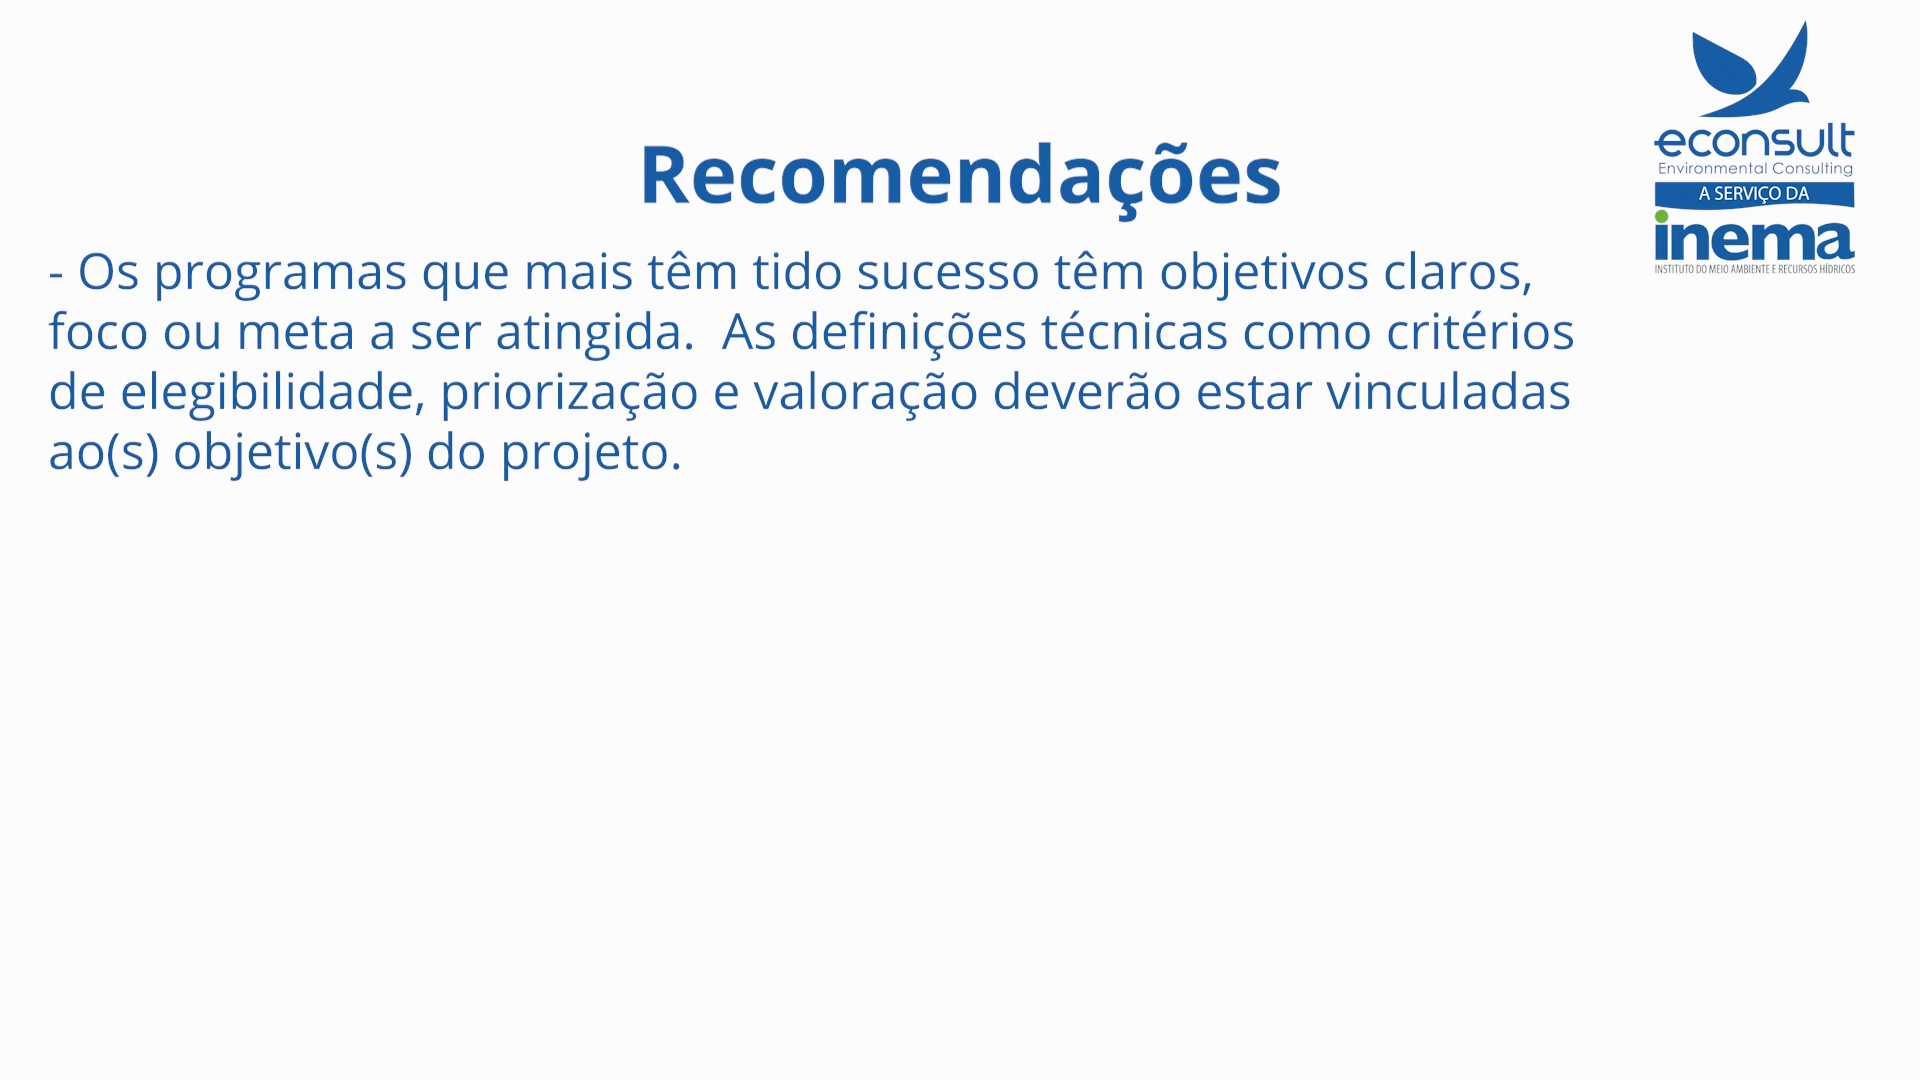 Recomendações
- Os programas que mais têm tido sucesso têm objetivos claros,
foco ou meta a ser atingida.  As definições técnicas como critérios
de elegibilidade, priorização e valoração deverão estar vinculadas
ao(s) objetivo(s) do projeto.
econsult
Environmental Consulting
A SERVIÇO DA
inema
INSTITUTO DO MEIO AMBIENTE E RECURSOS HÍDRICOS